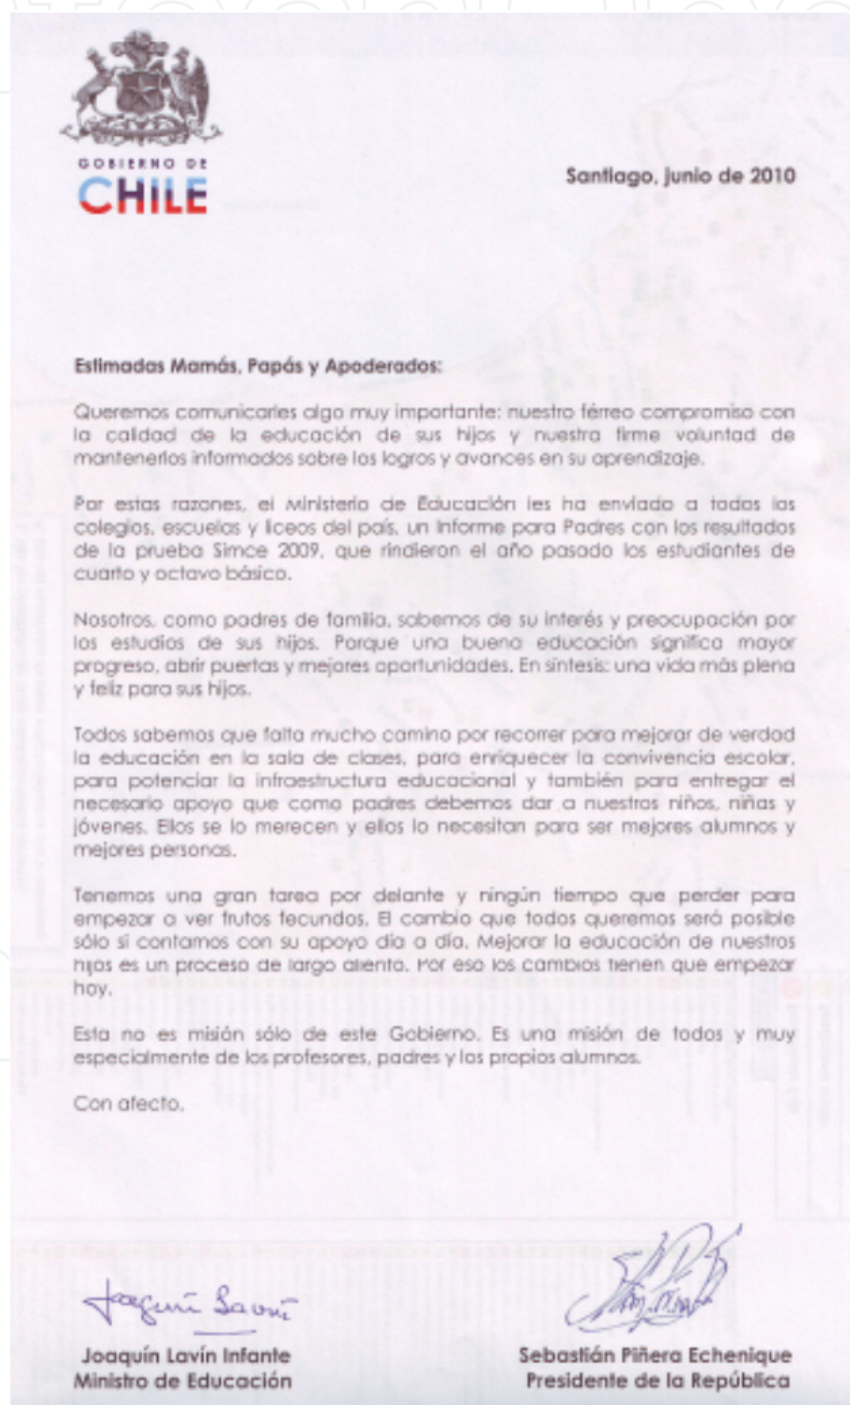 GOBIERNO DE
CHILE
Santiago, junio de 2010
Estimadas Mamás, Papás y Apoderados:
Queremos comunicarles algo muy importante: nuestro férreo compromiso con
la calidad de la educación de sus hijos y nuestra firme voluntad de
mantenerlos informados sobre los logros y avances en su aprendizaje.
Por estas razones, el Ministerio de Educación les ha enviado a todos los
colegios, escuelas y liceos del país, un Informe para Padres con los resultados
de la prueba Simce 2009, que rindieron el año pasado los estudiantes de
cuarto y octavo básico.
Nosotros, como padres de familia, sabemos de su interés y preocupación por
los estudios de sus hijos. Porque una buena educación significa mayor
progreso, abrir puertas y mejores oportunidades. En síntesis: una vida más plena
y feliz para sus hijos.
Todos sabemos que falta mucho camino por recorrer para mejorar de verdad
la educación en la sala de clases, para enriquecer la convivencia escolar,
para potenciar la infraestructura educacional y también para entregar el
necesario apoyo que como padres debemos dar a nuestros niños, niñas y
jóvenes. Ellos se lo merecen y ellos lo necesitan para ser mejores alumnos y
mejores personas.
Tenemos una gran tarea por delante y ningún tiempo que perder para
empezar a ver frutos fecundos. El cambio que todos queremos será posible
sólo si contamos con su apoyo día a día. Mejorar la educación de nuestros
hijos es un proceso de largo aliento. Por eso los cambios tienen que empezar
hoy.
Esta no es misión sólo de este Gobierno. Es una misión de todos y muy
especialmente de los profesores, padres y los propios alumnos.
Con afecto,
Joaquín Lavín
Joaquín Lavín Infante
Ministro de Educación
Sebastián Piñera Echenique
Presidente de la República